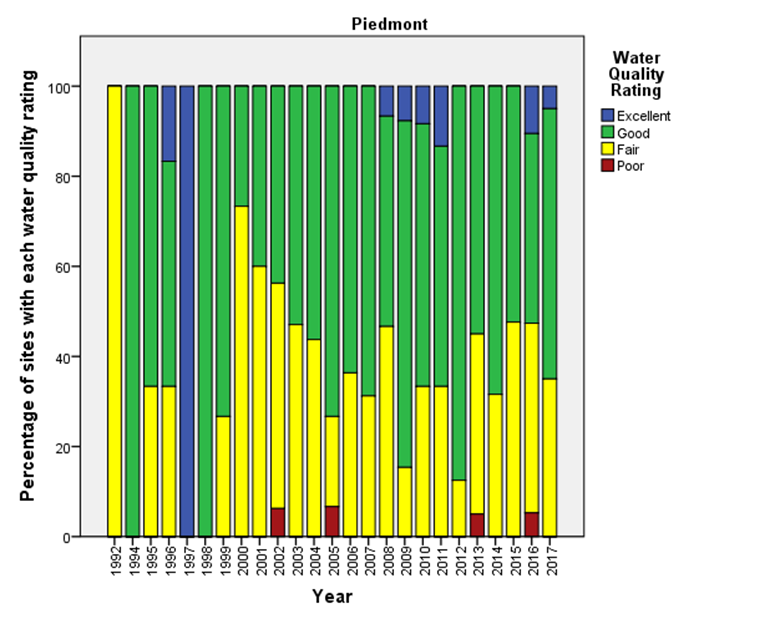 Piedmont
Percentage of sites with each water quality rating
100
80
60
40
20
0
1992 1994 1995 1996 1997 1998 1999 2000 2001 2002 2003 2004 2005 2006 2007 2008 2009 2010 2011 2012 2013 2014 2015 2016 2017
Year
Water
Quality
Rating
Excellent
Good
Fair
Poor